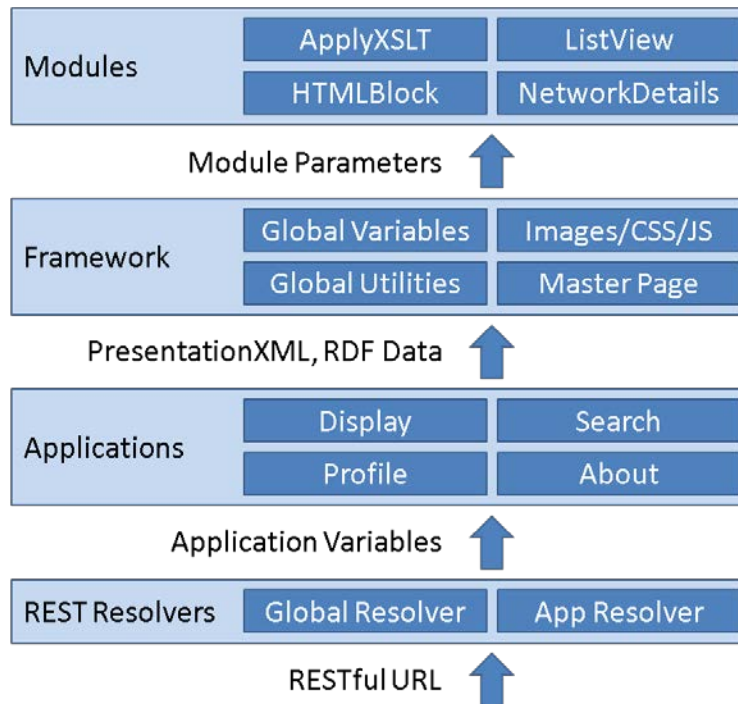 Modules
ApplyXSLT
ListView
HTMLBlock
NetworkDetails
Module Parameters
Framework
Global Variables
Images/CSS/JS
Global Utilities
Master Page
PresentationXML, RDF Data
Applications
Display
Search
Profile
About
Application Variables
REST Resolvers
Global Resolver
App Resolver
RESTful URL